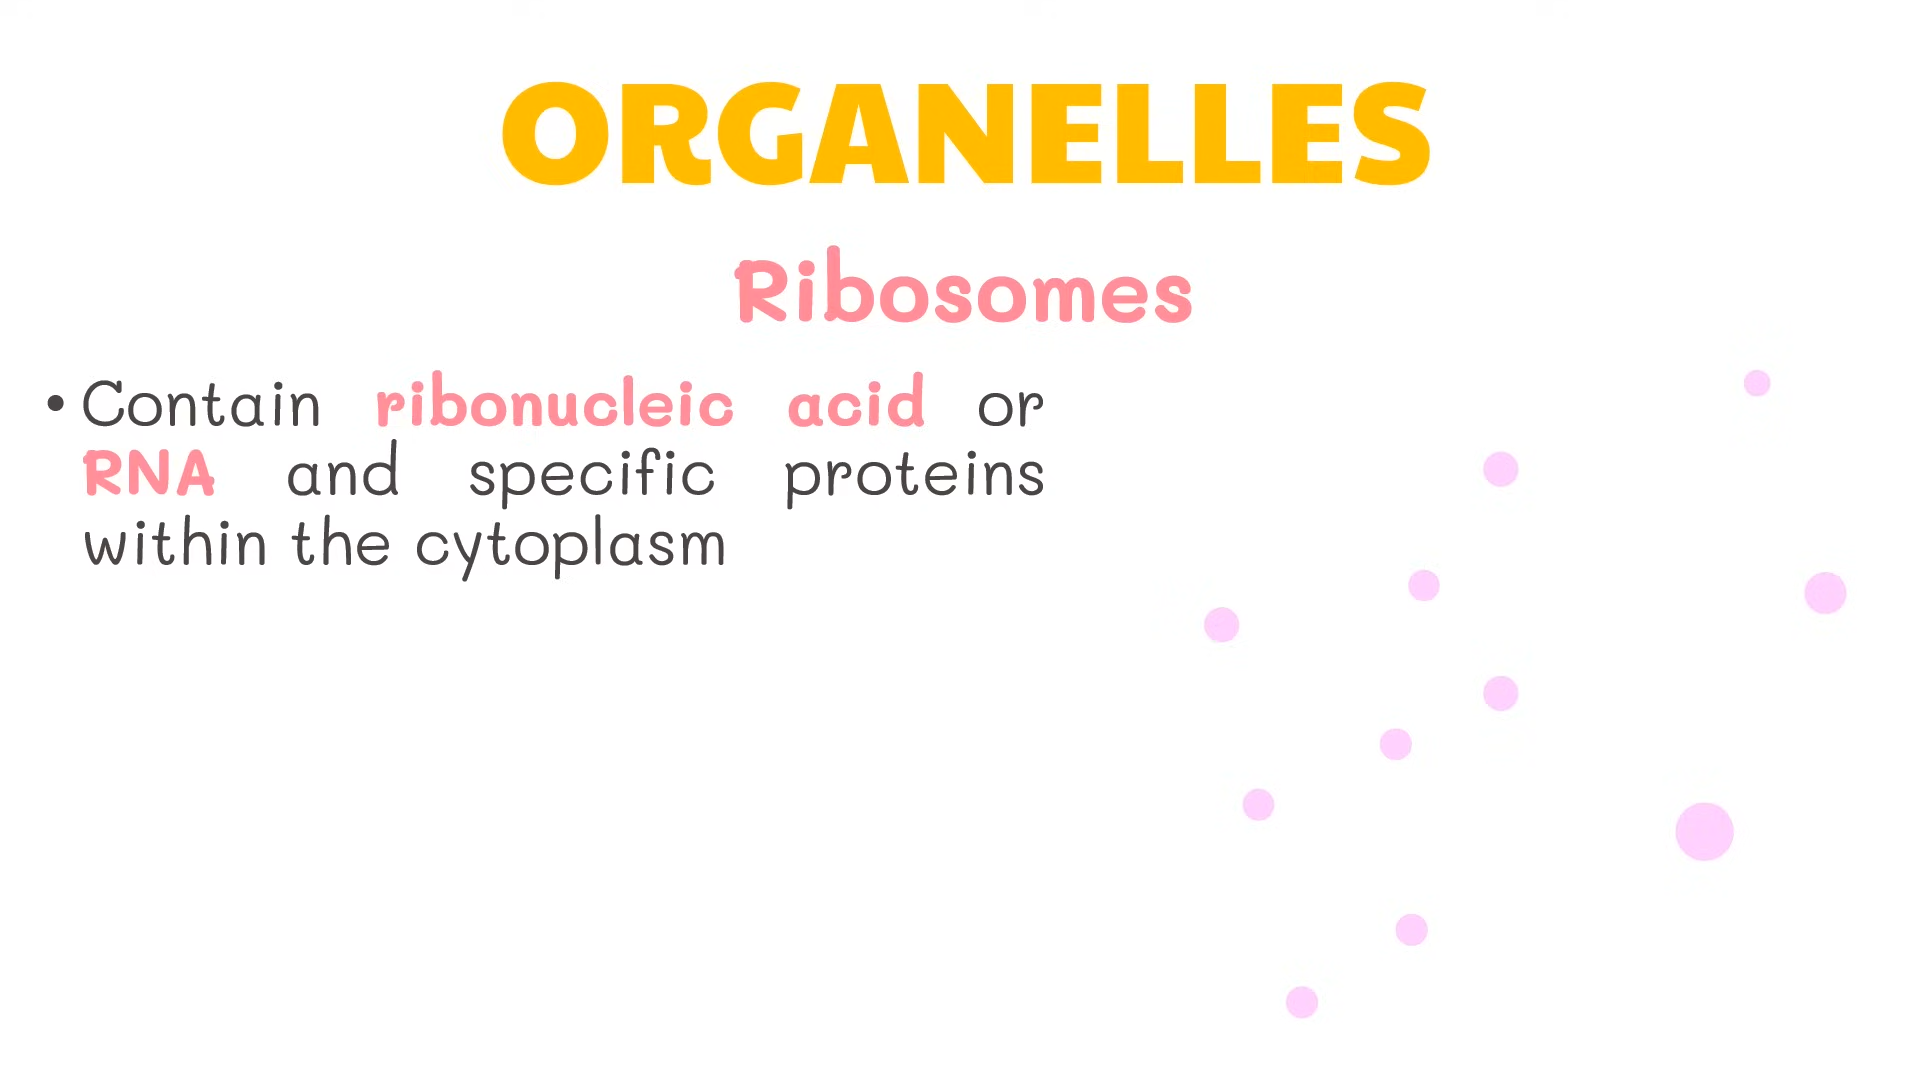 ORGANELLES
Ribosomes
• Contain ribonucleic acid or
RNA and specific proteins
within the cytoplasm